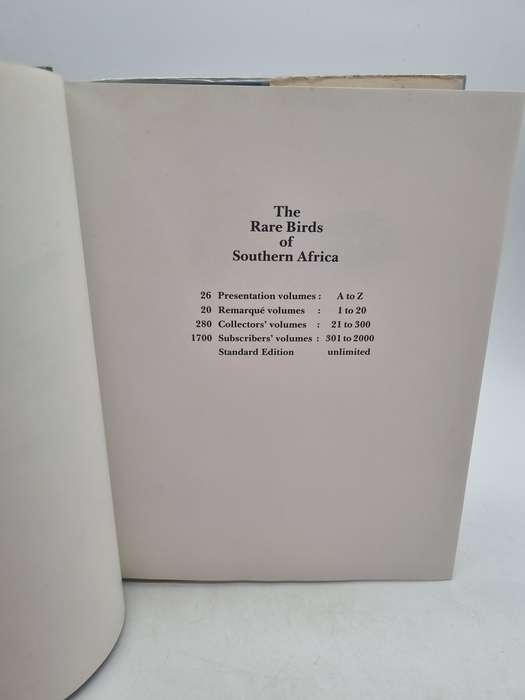 The
Rare Birds
of
Southern Africa
26 Presentation volumes : A to Z
20 Remarqué volumes : 1 to 20
280 Collectors' volumes : 21 to 300
1700 Subscribers' volumes : 301 to 2000
Standard Edition unlimited